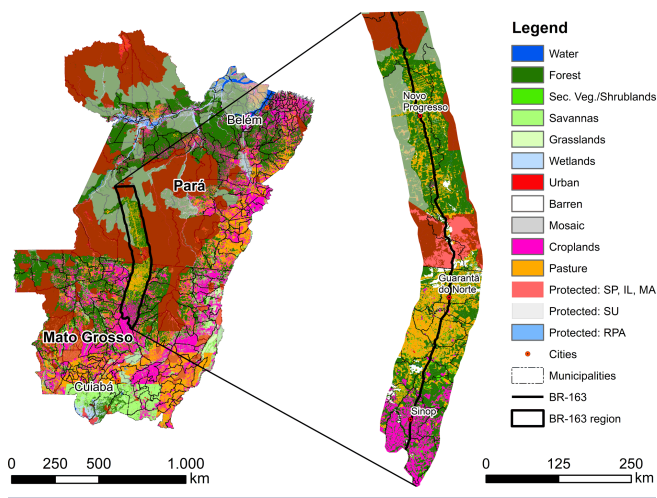 Belém
Pará
Mato Grosso
Cuiabá
0 250 500 1.000
km
Novo
Progresso
Guarantã
do Norte
Sinop
0 125 250
km
Legend
Water
Forest
Sec. Veg./Shrublands
Savannas
Grasslands
Wetlands
Urban
Barren
Mosaic
Croplands
Pasture
Protected: SP, IL, MA
Protected: SU
Protected: RPA
Cities
Municipalities
BR-163
BR-163 region